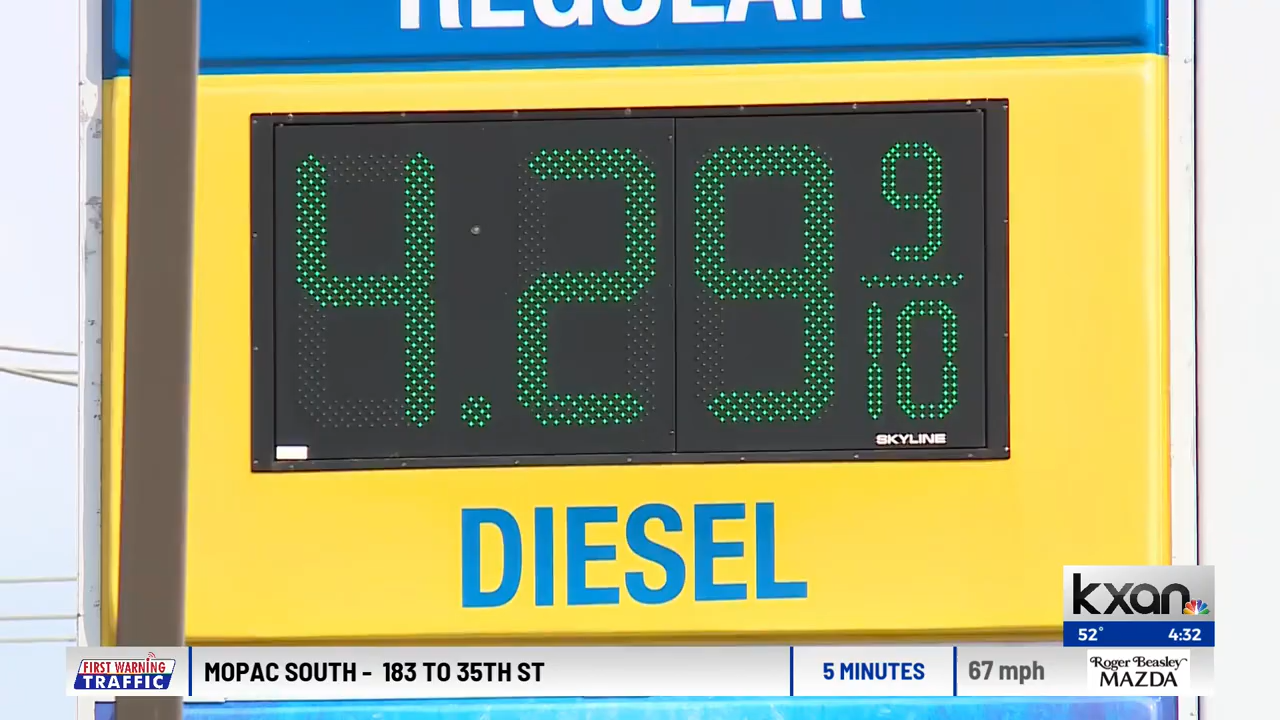 REGULAR
4.29 9/10
SKYLINE
DIESEL
kxan
52° 4:32
FIRST WARNING
TRAFFIC
MOPAC SOUTH - 183 TO 35TH ST
5 MINUTES
67 mph
Roger Beasley
MAZDA